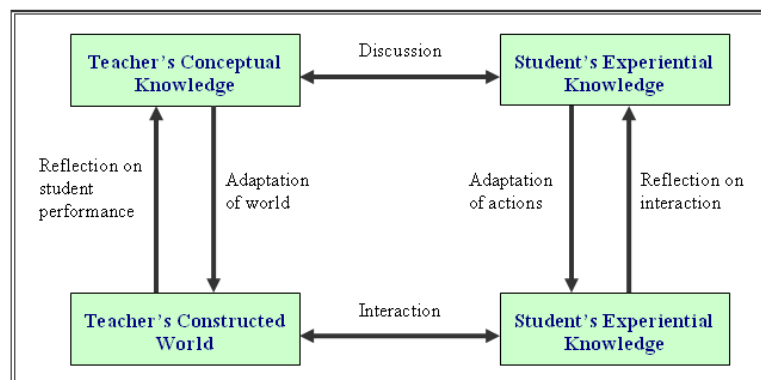 Teacher's Conceptual
Knowledge
Discussion
Student's Experiential
Knowledge
Reflection on
student
performance
Adaptation
of world
Adaptation
of actions
Reflection on
interaction
Teacher's Constructed
World
Interaction
Student's Experiential
Knowledge